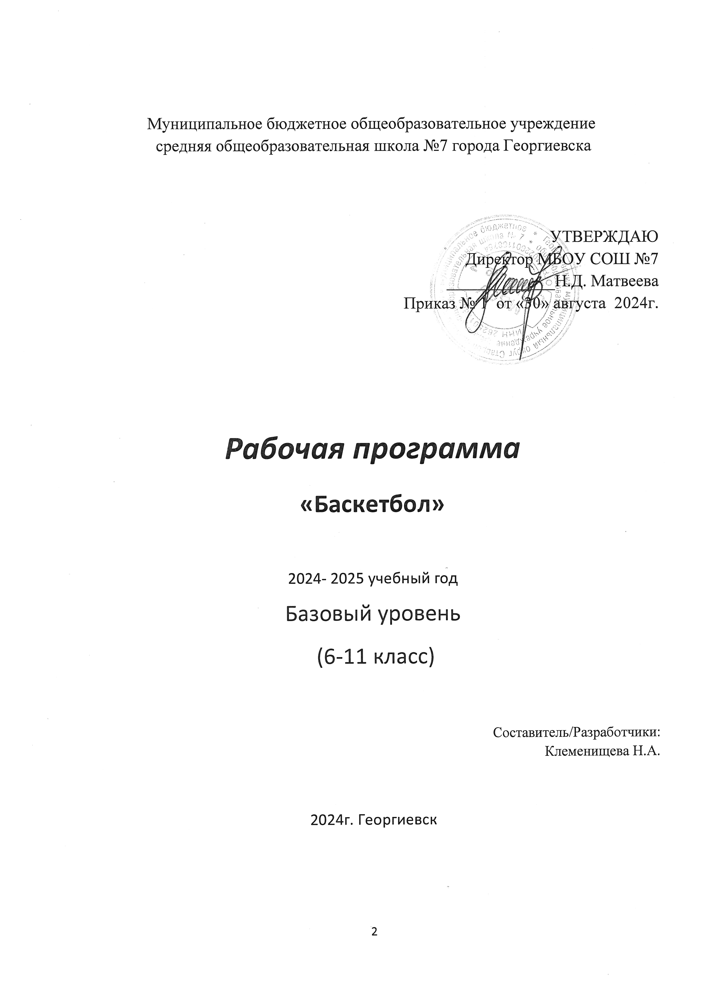 Муниципальное бюджетное общеобразовательное учреждение
средняя общеобразовательная школа №7 города Георгиевска
УТВЕРЖДАЮ
Директор МБОУ СОШ №7
Н.Д. Матвеева
Приказ № 1 от «30» августа 2024г.
Рабочая программа
«Баскетбол»
2024- 2025 учебный год
Базовый уровень
(6-11 класс)
Составитель/Разработчики:
Клеменищева Н.А.
2024г. Георгиевск
2